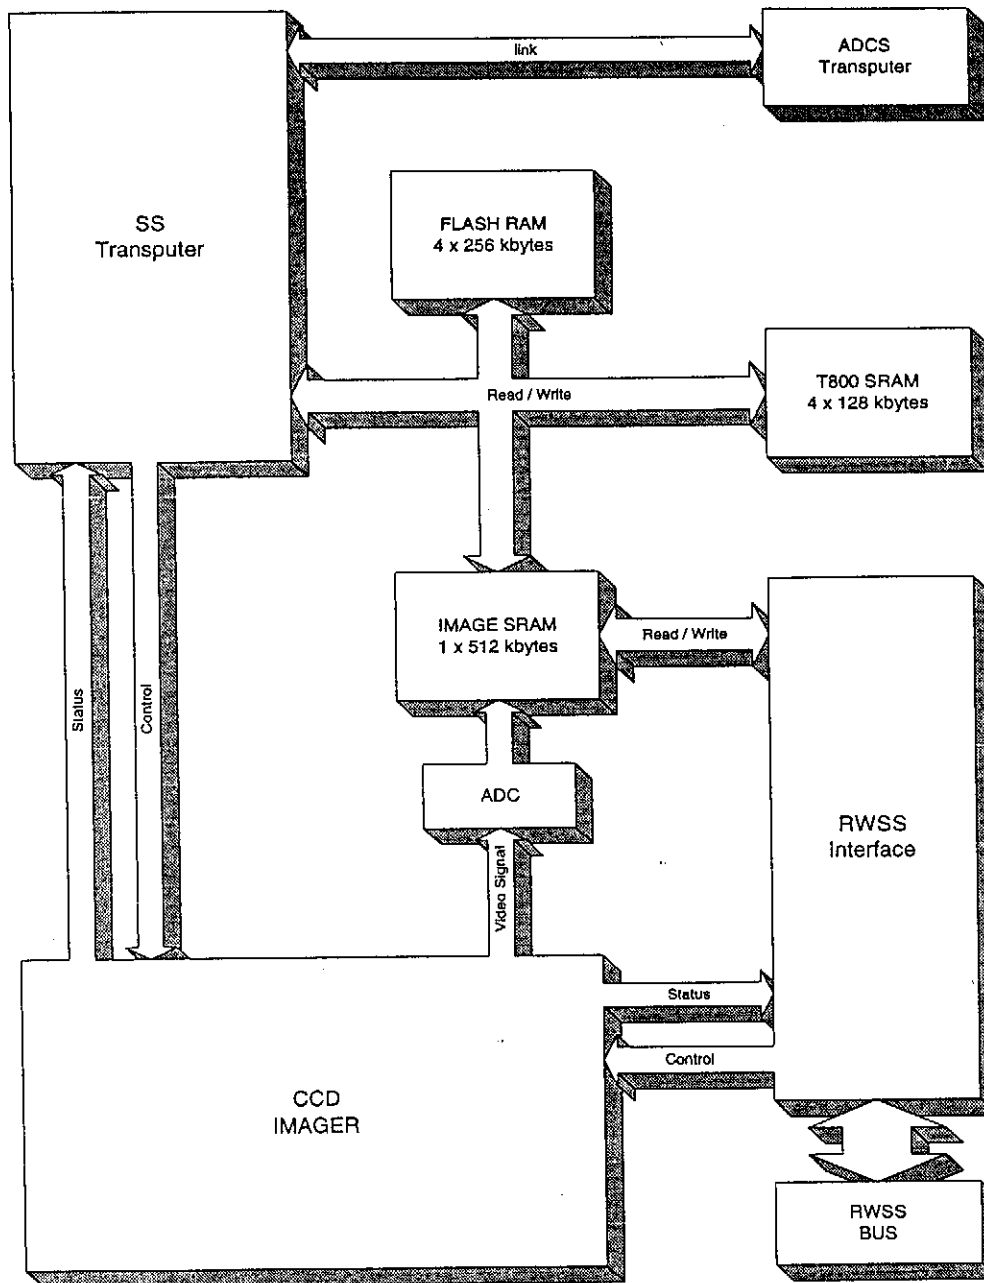 link
ADCS
Transputer
SS
Transputer
FLASH RAM
4 x 256 kbytes
Read / Write
T800 SRAM
4 x 128 kbytes
IMAGE SRAM
1 x 512 kbytes
Read / Write
Status
Control
ADC
RWSS
Interface
Video Signal
Status
Control
CCD
IMAGER
RWSS
BUS